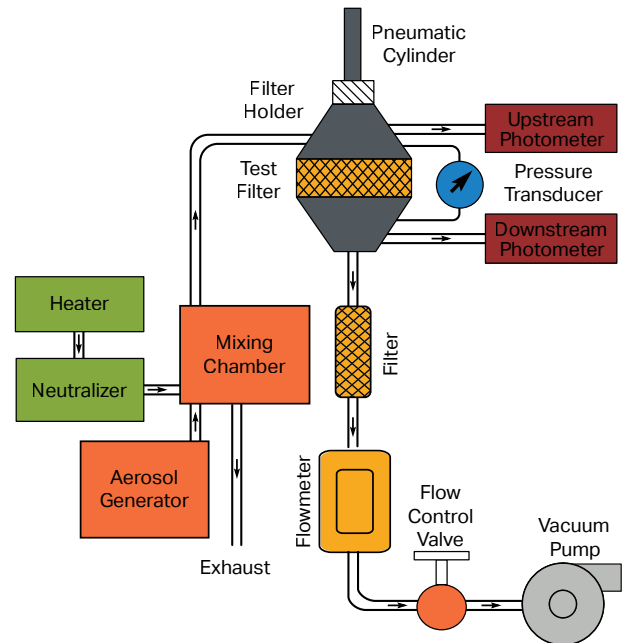 Pneumatic
Cylinder
Filter
Holder
Upstream
Photometer
Test
Filter
Pressure
Transducer
Downstream
Photometer
Heater
Mixing
Chamber
Filter
Neutralizer
Aerosol
Generator
Flowmeter
Flow
Control
Valve
Vacuum
Pump
Exhaust